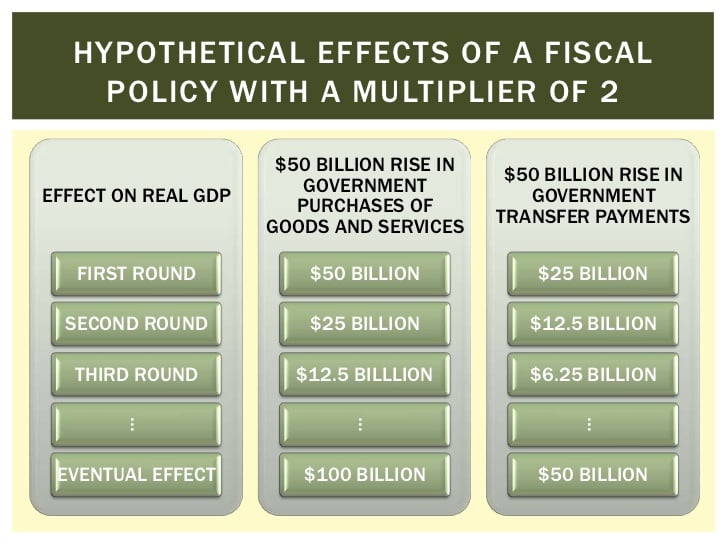 HYPOTHETICAL EFFECTS OF A FISCAL
POLICY WITH A MULTIPLIER OF 2
EFFECT ON REAL GDP
FIRST ROUND
SECOND ROUND
THIRD ROUND
⋮
EVENTUAL EFFECT
$50 BILLION RISE IN
GOVERNMENT
PURCHASES OF
GOODS AND SERVICES
$50 BILLION
$25 BILLION
$12.5 BILLLION
⋮
$100 BILLION
$50 BILLION RISE IN
GOVERNMENT
TRANSFER PAYMENTS
$25 BILLION
$12.5 BILLION
$6.25 BILLION
⋮
$50 BILLION